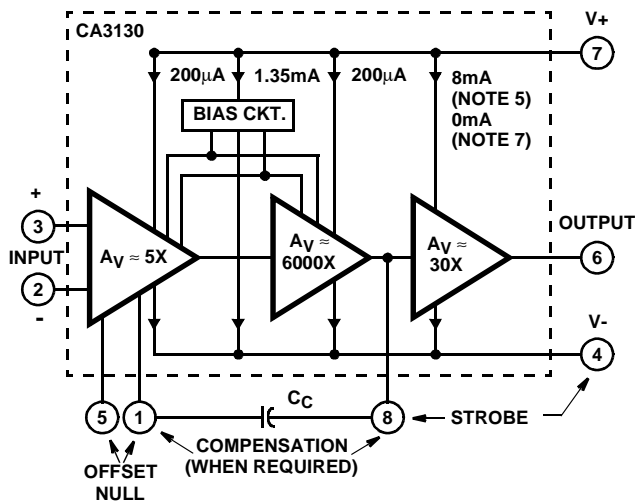 CA3130
V+
7
200µA
1.35mA
200µA
8mA
(NOTE 5)
0mA
(NOTE 7)
BIAS CKT.
+
3
INPUT
2
-
AV ≈ 5X
AV ≈
6000X
AV ≈
30X
OUTPUT
6
V-
4
CC
5
1
8
STROBE
COMPENSATION
(WHEN REQUIRED)
OFFSET
NULL